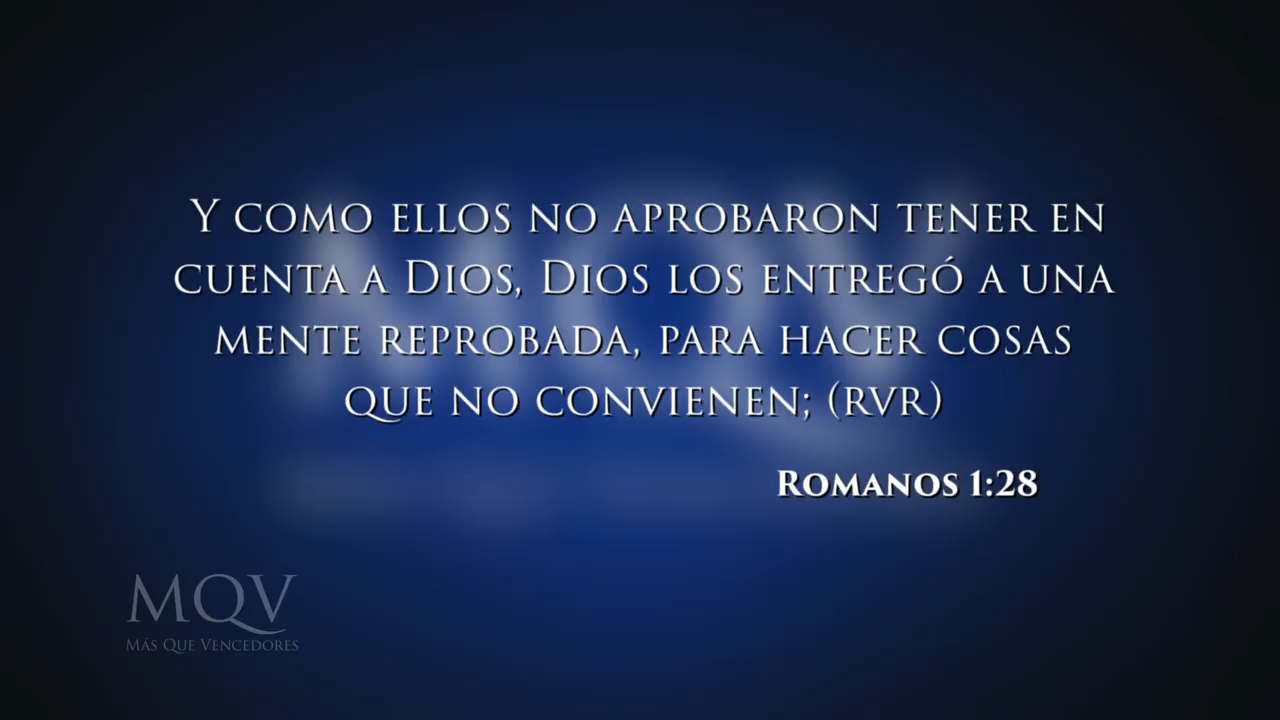 Y como ellos no aprobaron tener en
cuenta a Dios, Dios los entregó a una
mente reprobada, para hacer cosas
que no convienen; (RVR)
Romanos 1:28
MQV
Más Que Vencedores